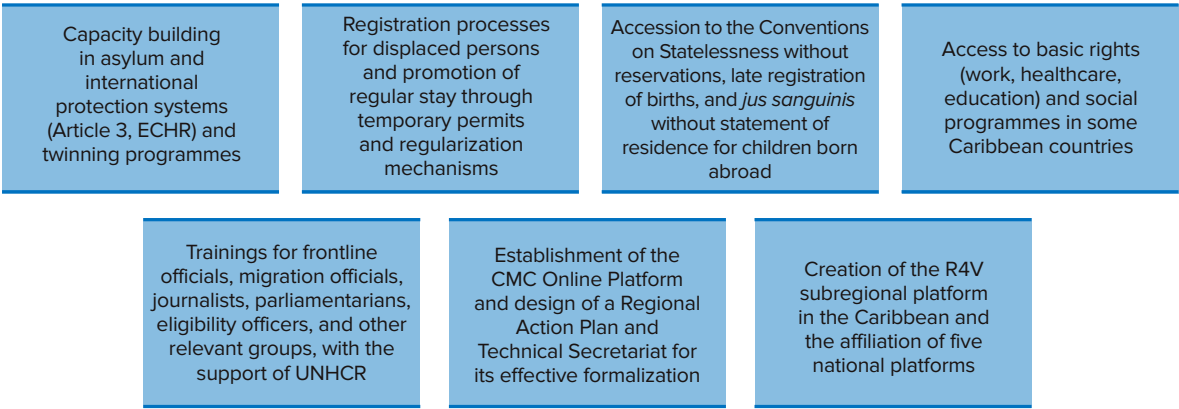 Capacity building
in asylum and
international
protection systems
(Article 3, ECHR) and
twinning programmes
Registration processes
for displaced persons
and promotion of
regular stay through
temporary permits
and regularization
mechanisms
Accession to the Conventions
on Statelessness without
reservations, late registration
of births, and jus sanguinis
without statement of
residence for children born
abroad
Access to basic rights
(work, healthcare,
education) and social
programmes in some
Caribbean countries
Trainings for frontline
officials, migration officials,
journalists, parliamentarians,
eligibility officers, and other
relevant groups, with the
support of UNHCR
Establishment of the
CMC Online Platform
and design of a Regional
Action Plan and
Technical Secretariat for
its effective formalization
Creation of the R4V
subregional platform
in the Caribbean and
the affiliation of five
national platforms